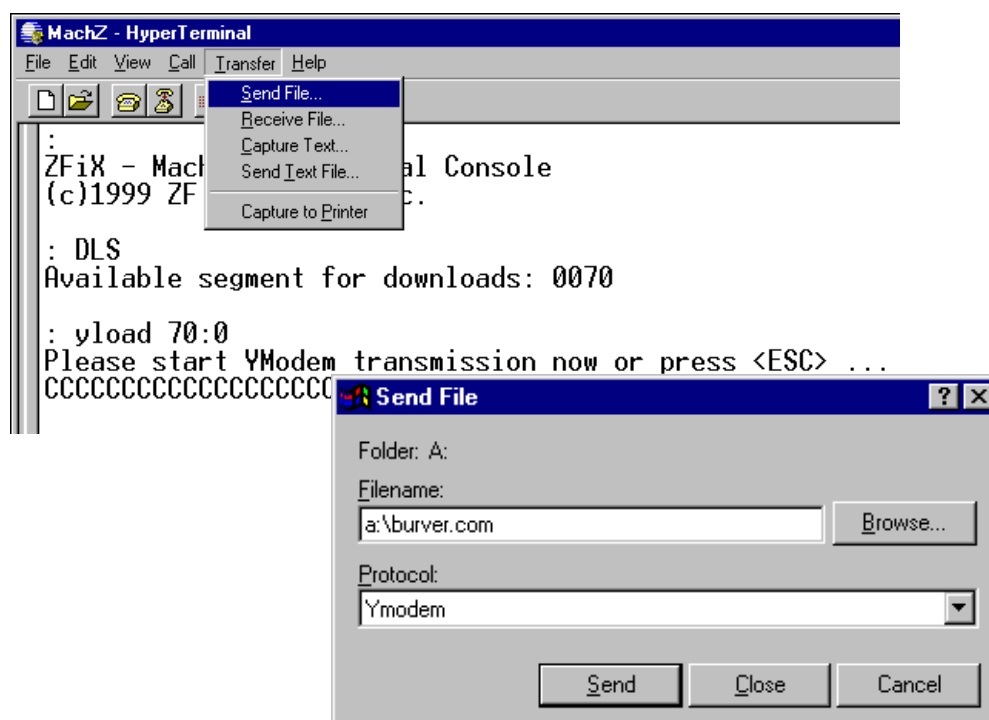 MachZ - HyperTerminal
File Edit View Call Transfer Help
Send File...
Receive File...
Capture Text...
Send Text File...
Capture to Printer
:
ZFiX - Mach al Console
(c)1999 ZF c.
: DLS
Available segment for downloads: 0070
: yload 70:0
Please start YModem transmission now or press <ESC> ...
CCCCCCCCCCCCCCCCCCC
Send File
Folder: A:
Filename:
a:\burver.com
Browse...
Protocol:
Ymodem
Send Close Cancel